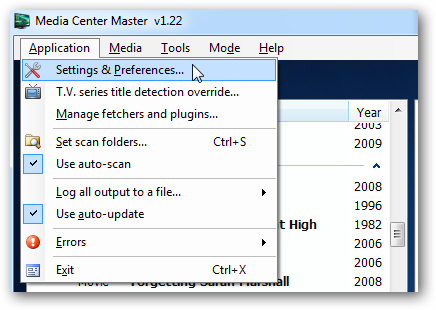 Media Center Master v1.22
Application Media Tools Mode Help
Settings & Preferences...
T.V. series title detection override...
Manage fetchers and plugins...
Set scan folders... Ctrl+S
Use auto-scan
Log all output to a file...
Use auto-update
Errors
Exit Ctrl+X
Year
2003
2009
2008
1996
t High 1982
2006
2006
Movie Forgetting Sarah Marshall 2008